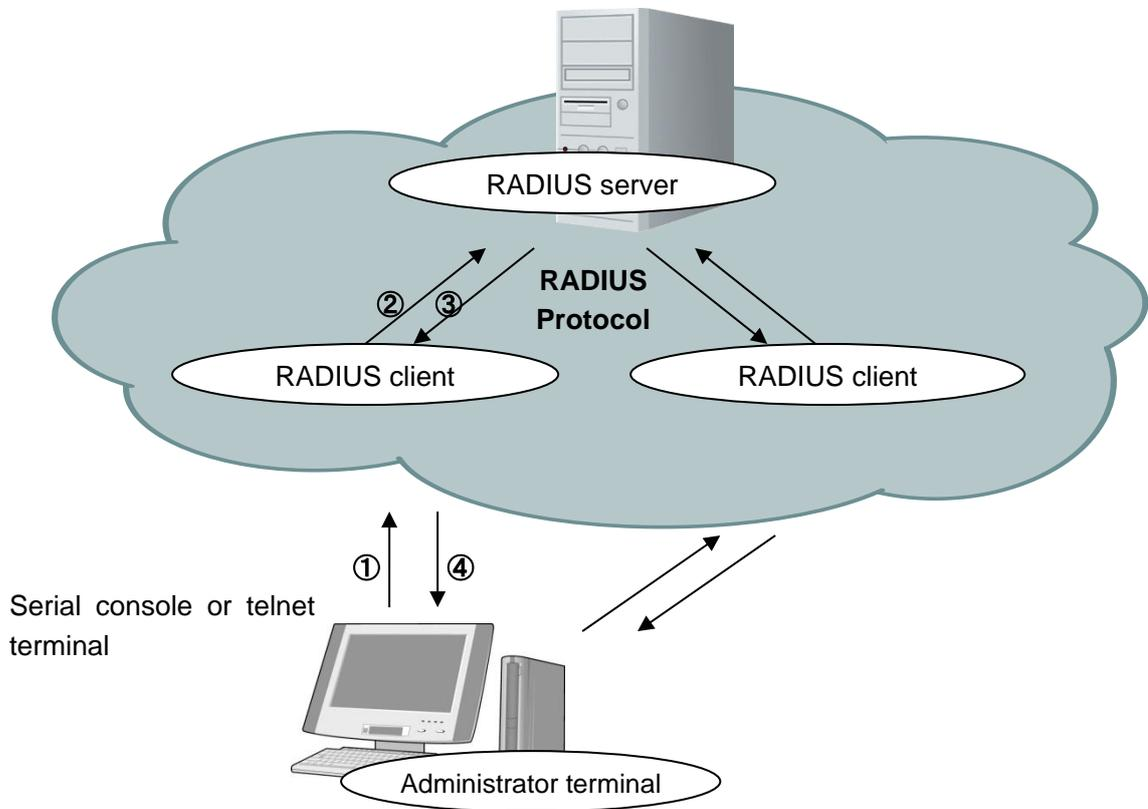 RADIUS server
RADIUS
Protocol
② ③
RADIUS client RADIUS client
① ④
Serial console or telnet
terminal
Administrator terminal